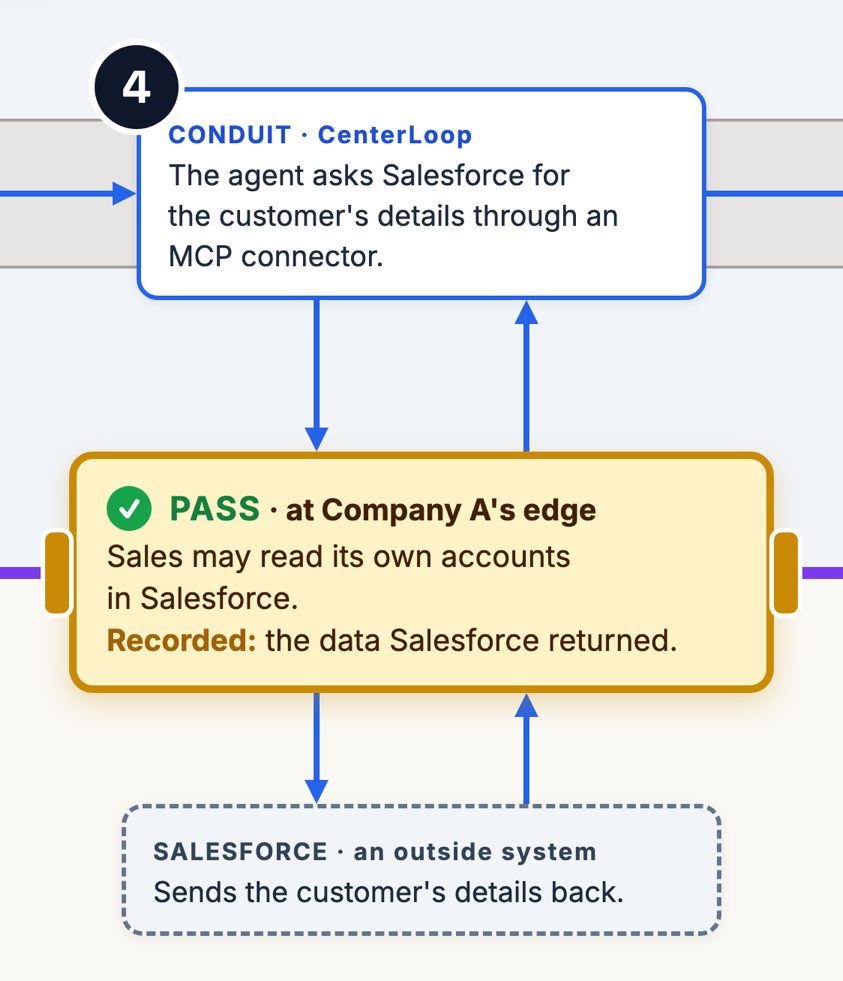 4
CONDUIT · CenterLoop
The agent asks Salesforce for
the customer's details through an
MCP connector.
PASS · at Company A's edge
Sales may read its own accounts
in Salesforce.
Recorded: the data Salesforce returned.
SALESFORCE · an outside system
Sends the customer's details back.